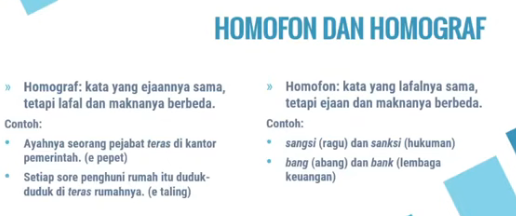 HOMOFON DAN HOMOGRAF
» Homograf: kata yang ejaannya sama,
tetapi lafal dan maknanya berbeda.
Contoh:
• Ayahnya seorang pejabat teras di kantor
pemerintah. (e pepet)
• Setiap sore penghuni rumah itu duduk-
duduk di teras rumahnya. (e taling)
» Homofon: kata yang lafalnya sama,
tetapi ejaan dan maknanya berbeda.
Contoh:
• sangsi (ragu) dan sanksi (hukuman)
• bang (abang) dan bank (lembaga
keuangan)